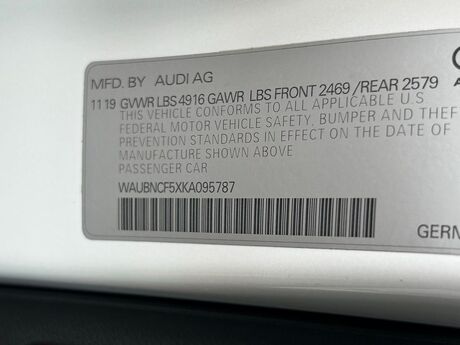 MFD. BY AUDI AG
11 19 GVWR LBS 4916 GAWR LBS FRONT 2469 /REAR 2579
THIS VEHICLE CONFORMS TO ALL APPLICABLE U S
FEDERAL MOTOR VEHICLE SAFETY, BUMPER AND THEF
PREVENTION STANDARDS IN EFFECT ON THE DATE OF
MANUFACTURE SHOWN ABOVE
PASSENGER CAR
WAUBNCF5XKA095787
GERM